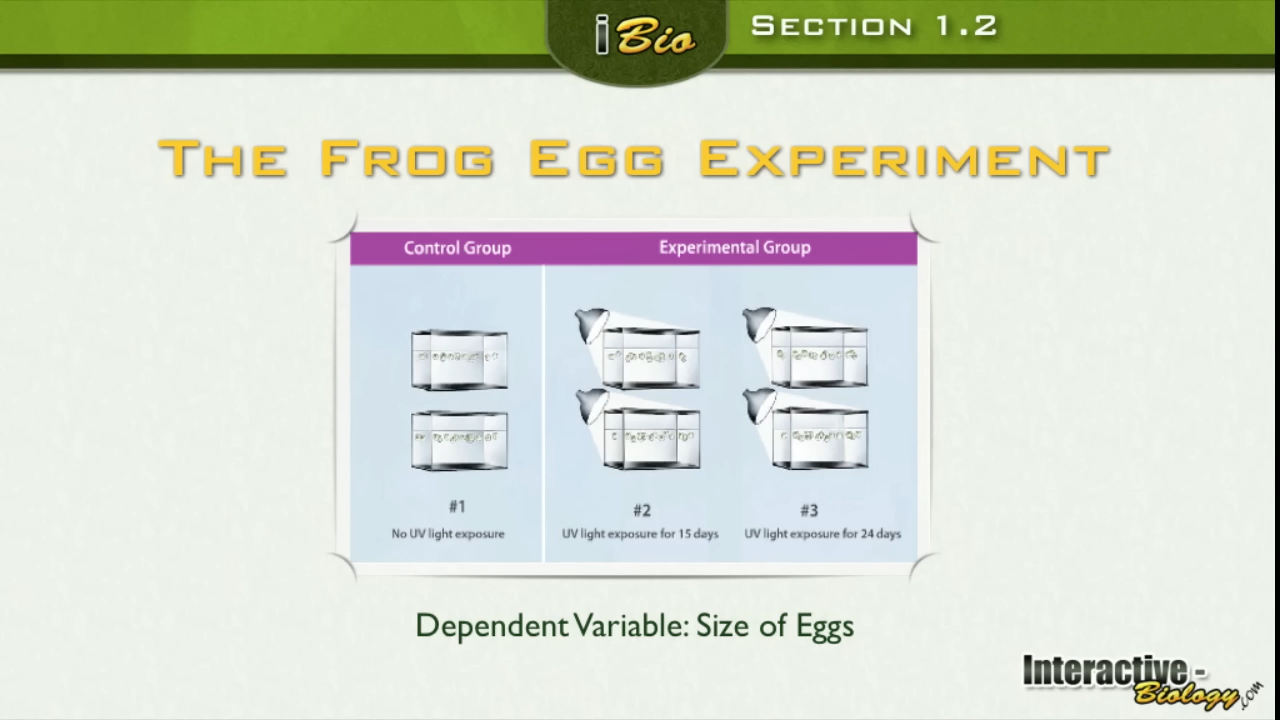 iBio
SECTION 1.2
THE FROG EGG EXPERIMENT
Control Group
Experimental Group
#1
#2
#3
No UV light exposure
UV light exposure for 15 days
UV light exposure for 24 days
Dependent Variable: Size of Eggs
Interactive-
Biology.com